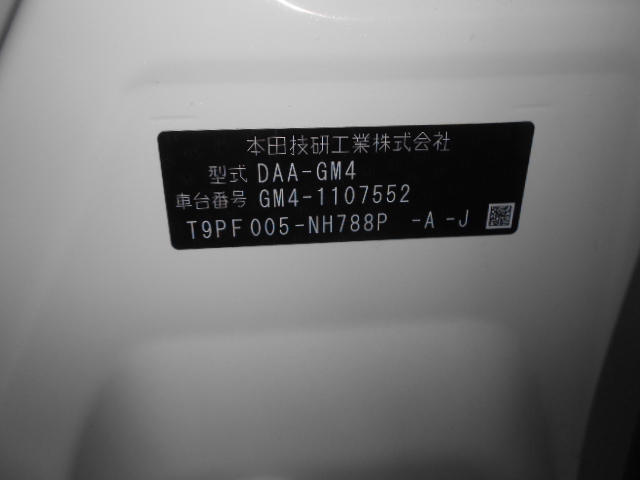 本田技研工業株式会社
型式 DAA-GM4
車台番号 GM4-1107552
T9PF005-NH788P -A-J